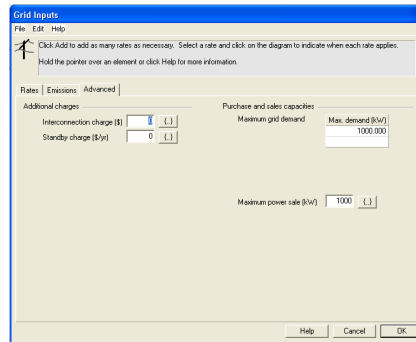 Grid Inputs
File Edit Help
Click Add to add as many rates as necessary. Select a rate and click on the diagram to indicate when each rate applies.
Hold the pointer over an element or click Help for more information.
Rates Emissions Advanced
Additional charges
Interconnection charge ($) 0 {..}
Standby charge ($/yr) 0 {..}
Purchase and sales capacities
Maximum grid demand
Max. demand (kW)
1000.000
Maximum power sale (kW) 1000 {..}
Help Cancel OK